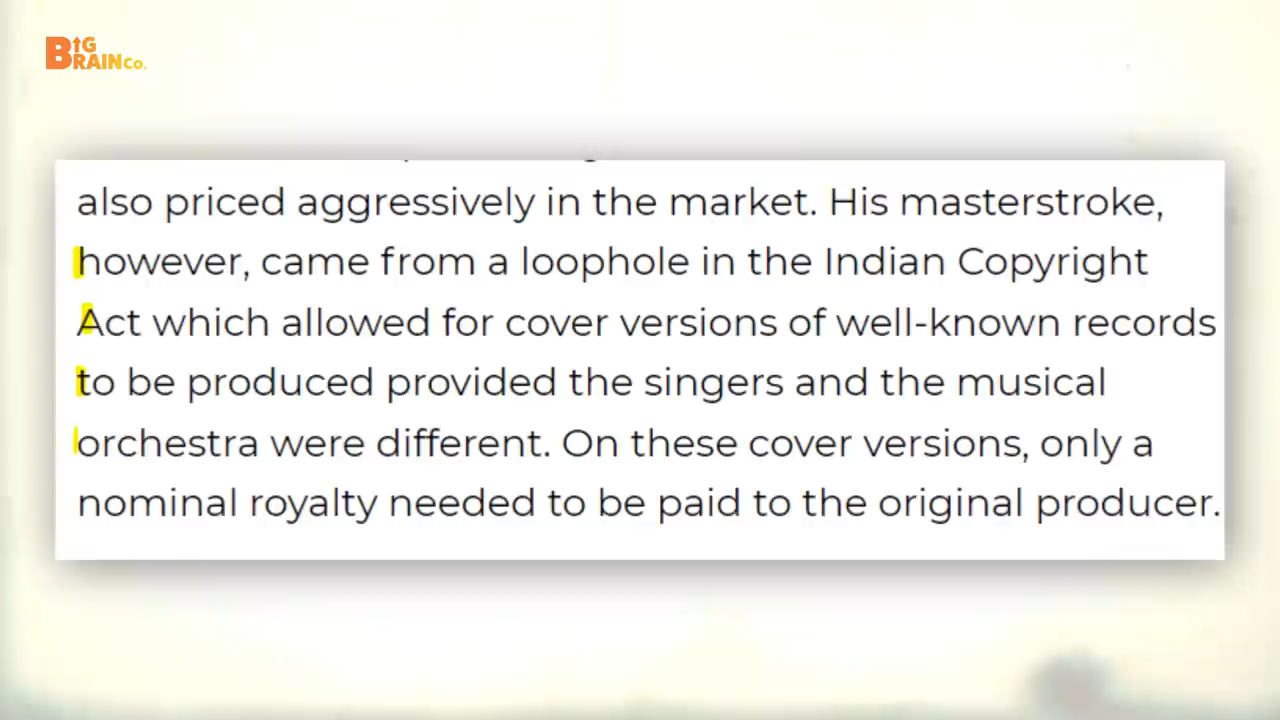 BIG
BRAINCO.
also priced aggressively in the market. His masterstroke,
however, came from a loophole in the Indian Copyright
Act which allowed for cover versions of well-known records
to be produced provided the singers and the musical
orchestra were different. On these cover versions, only a
nominal royalty needed to be paid to the original producer.